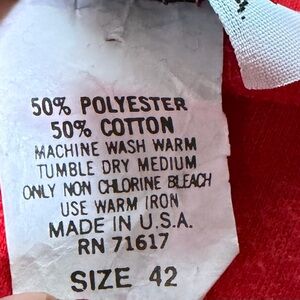 50% POLYESTER
50% COTTON
MACHINE WASH WARM
TUMBLE DRY MEDIUM
ONLY NON CHLORINE BLEACH
USE WARM IRON
MADE IN U.S.A.
RN 71617
SIZE 42